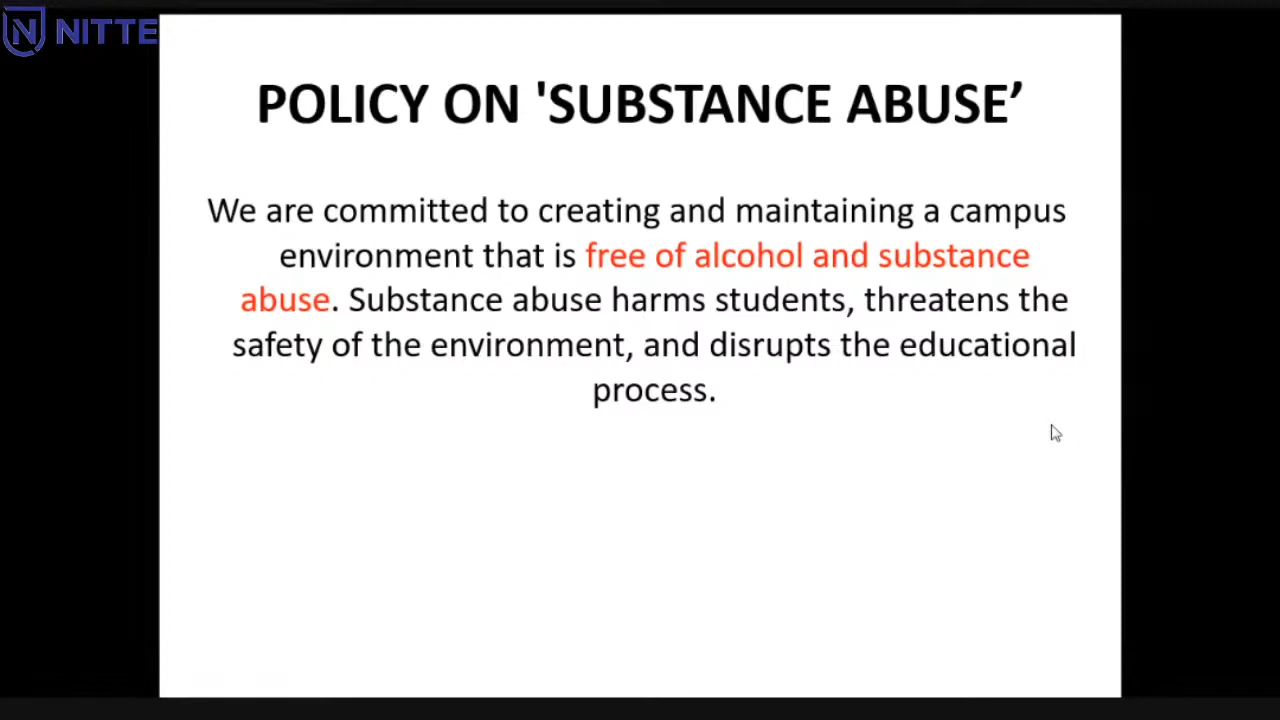 NITTE
POLICY ON 'SUBSTANCE ABUSE’
We are committed to creating and maintaining a campus
environment that is free of alcohol and substance
abuse. Substance abuse harms students, threatens the
safety of the environment, and disrupts the educational
process.